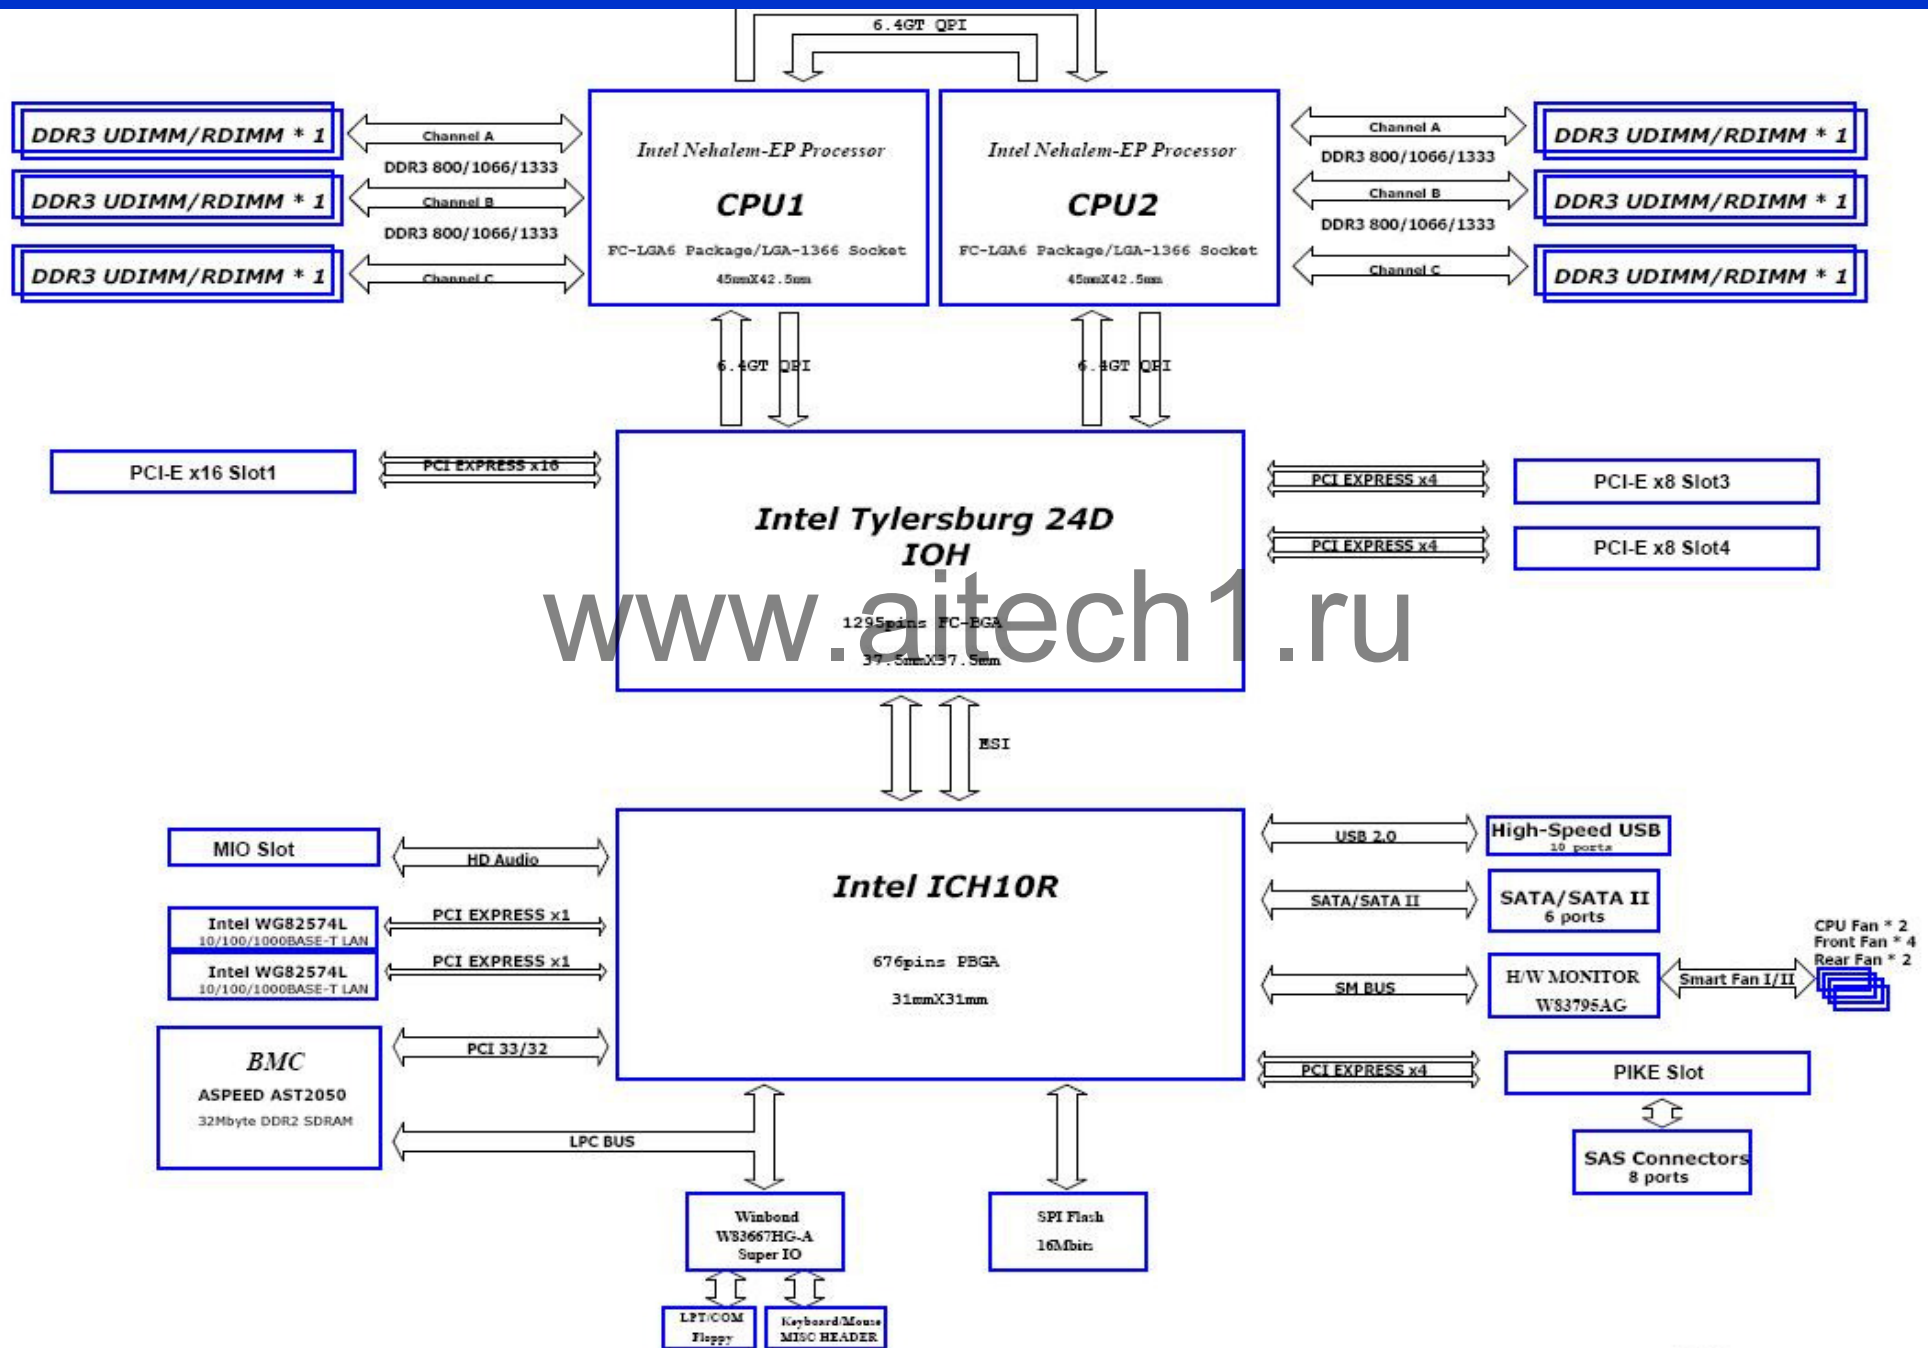 6.4GT QPI
DDR3 UDIMM/RDIMM * 1
Channel A
DDR3 800/1066/1333
DDR3 UDIMM/RDIMM * 1
Channel B
DDR3 800/1066/1333
DDR3 UDIMM/RDIMM * 1
Channel C
Intel Nehalem-EP Processor
CPU1
FC-LGA6 Package/LGA-1366 Socket
45mmX42.5mm
Intel Nehalem-EP Processor
CPU2
FC-LGA6 Package/LGA-1366 Socket
45mmX42.5mm
Channel A
DDR3 UDIMM/RDIMM * 1
DDR3 800/1066/1333
Channel B
DDR3 UDIMM/RDIMM * 1
DDR3 800/1066/1333
Channel C
DDR3 UDIMM/RDIMM * 1
6.4GT QPI
6.4GT QPI
PCI-E x16 Slot1
PCI EXPRESS x16
Intel Tylersburg 24D
IOH
1295pins FC-BGA
37.5mmX37.5mm
PCI EXPRESS x4
PCI-E x8 Slot3
PCI EXPRESS x4
PCI-E x8 Slot4
www.aitech1.ru
ESI
MIO Slot
HD Audio
Intel WG82574L
10/100/1000BASE-T LAN
PCI EXPRESS x1
Intel WG82574L
10/100/1000BASE-T LAN
PCI EXPRESS x1
BMC
ASPEED AST2050
32Mbyte DDR2 SDRAM
PCI 33/32
LPC BUS
Intel ICH10R
676pins PBGA
31mmX31mm
USB 2.0
High-Speed USB
10 ports
SATA/SATA II
SATA/SATA II
6 ports
SM BUS
H/W MONITOR
W83795AG
Smart Fan I/II
CPU Fan * 2
Front Fan * 4
Rear Fan * 2
PCI EXPRESS x4
PIKE Slot
SAS Connectors
8 ports
Winbond
W83667HG-A
Super IO
SPI Flash
16Mbits
LPT/COM
Floppy
Keyboard/Mouse
MISC HEADER